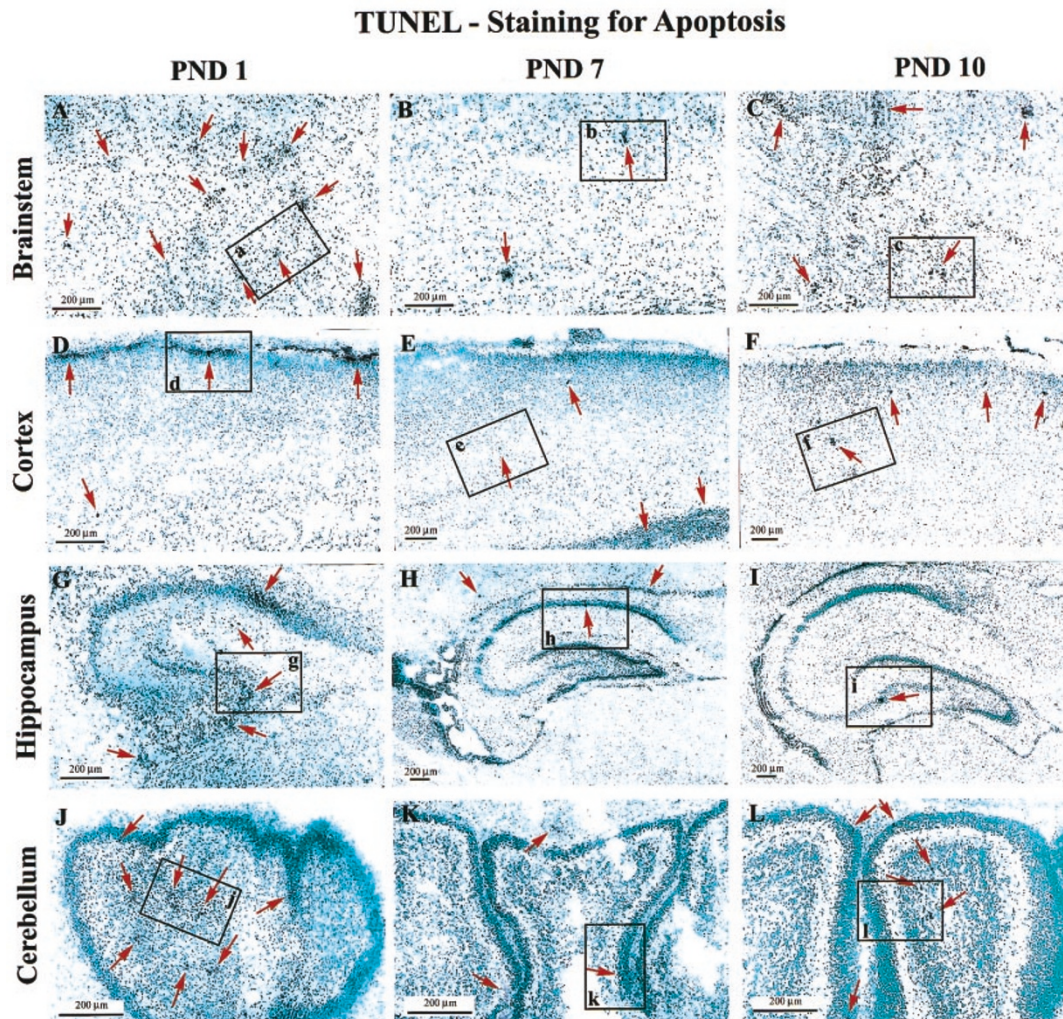 TUNEL - Staining for Apoptosis
PND 1 PND 7 PND 10
Brainstem
A a 200 µm
B b 200 µm
C c 200 µm
Cortex
D d 200 µm
E e 200 µm
F f 200 µm
Hippocampus
G g 200 µm
H h 200 µm
I i 200 µm
Cerebellum
J j 200 µm
K k 200 µm
L l 200 µm